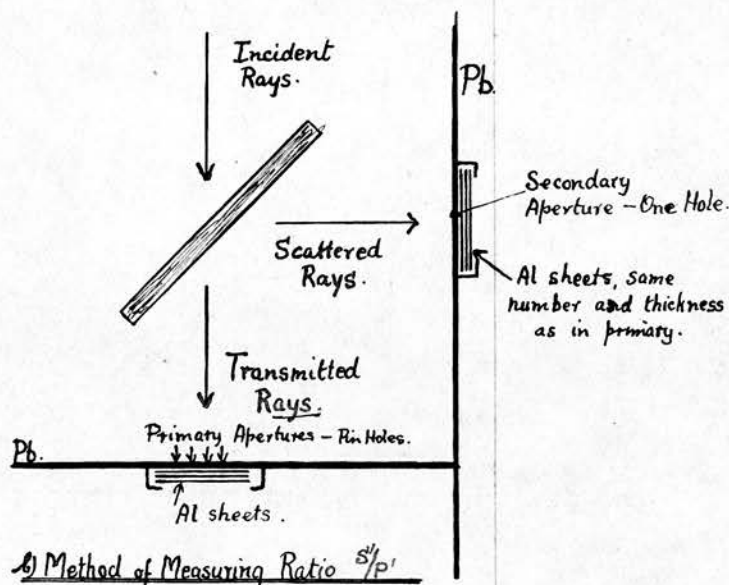 Incident
Rays.
Pb.
Secondary
Aperture - One Hole.
Scattered
Rays.
Al sheets, same
number and thickness
as in primary.
Transmitted
Rays.
Primary Apertures - Pin Holes.
Pb.
Al sheets.
b) Method of Measuring Ratio S'/P'